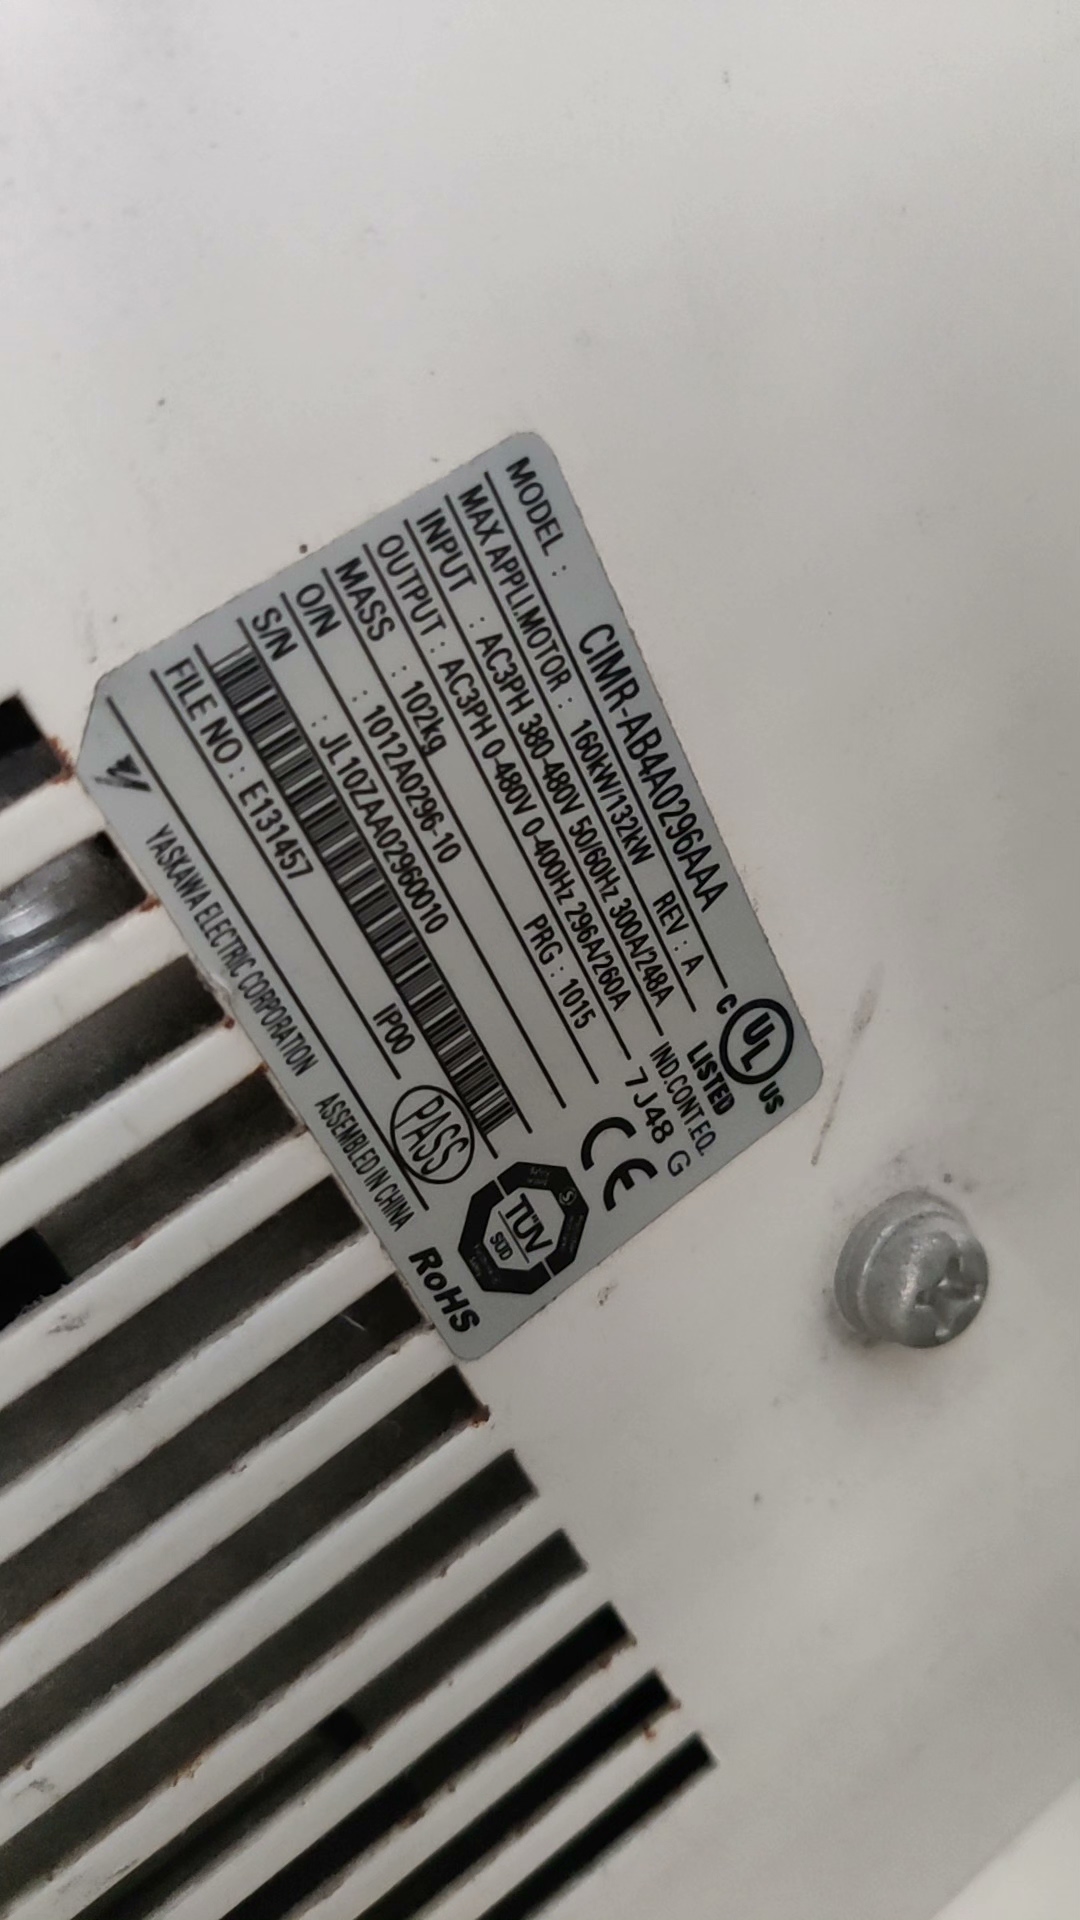 MODEL : CIMR-AB4A0296AAA
MAX APPLI.MOTOR : 160kW/132kW REV : A
INPUT : AC3PH 380-480V 50/60Hz 300A/248A
OUTPUT : AC3PH 0-480V 0-400Hz 296A/260A
MASS : 102kg PRG : 1015
O/N : 1012A0296-10
S/N : JL10ZAA02960010
FILE NO : E131457 IP00
PASS
YASKAWA ELECTRIC CORPORATION ASSEMBLED IN CHINA
C UL US
LISTED
IND.CONT.EQ.
7J48 G
CE
TÜV
SÜD
RoHS